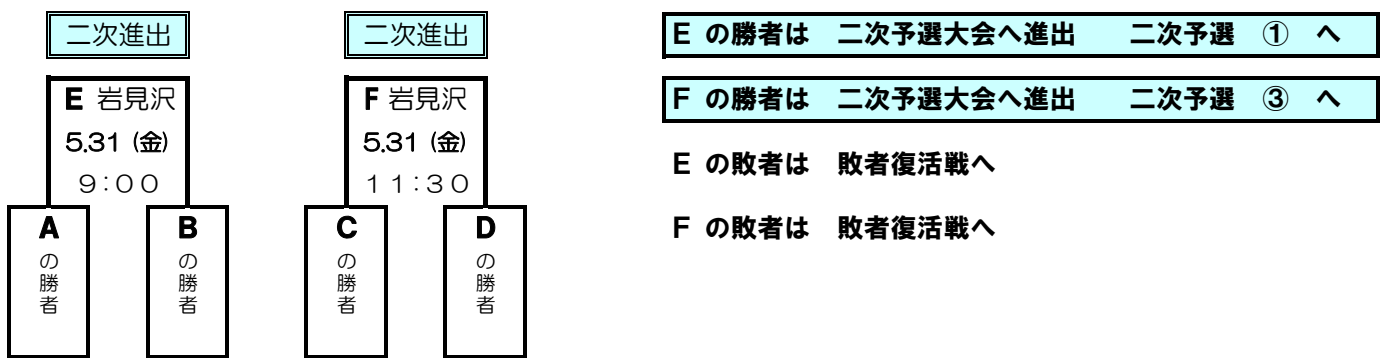 二次進出
E 岩見沢
5.31 (金)
9:00
A の勝者
B の勝者
二次進出
F 岩見沢
5.31 (金)
11:30
C の勝者
D の勝者
E の勝者は 二次予選大会へ進出 二次予選 ① へ
F の勝者は 二次予選大会へ進出 二次予選 ③ へ
E の敗者は 敗者復活戦へ
F の敗者は 敗者復活戦へ